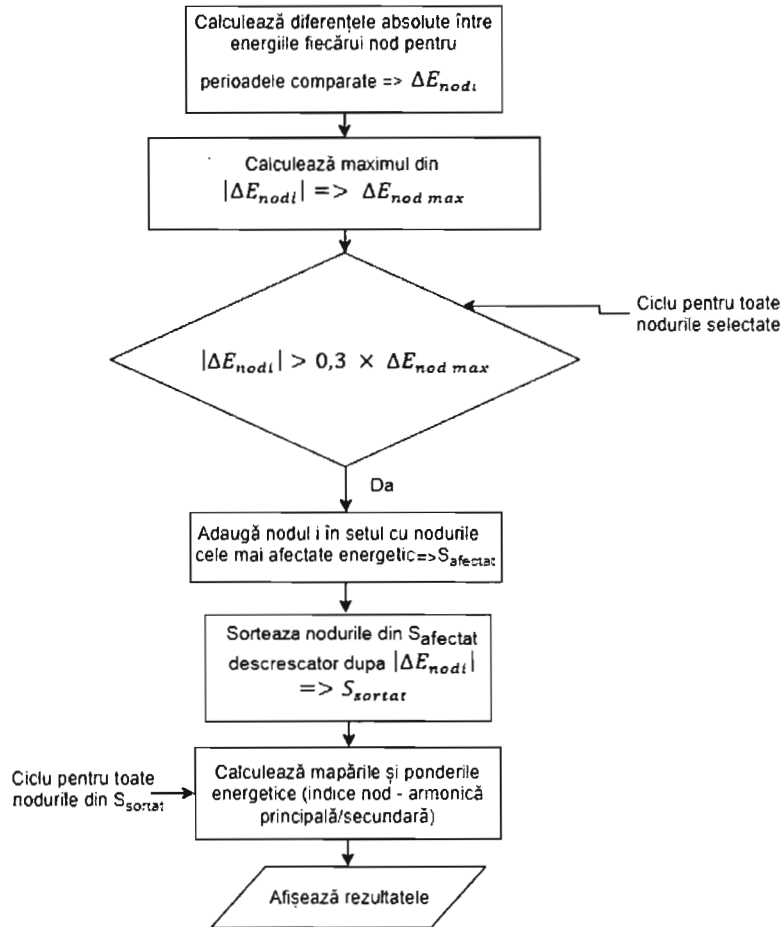 Calculează diferențele absolute între
energiile fiecărui nod pentru
perioadele comparate => ΔE_nodi
Calculează maximul din
|ΔE_nodi| => ΔE_nod max
Ciclu pentru toate
nodurile selectate
|ΔE_nodi| > 0,3 × ΔE_nod max
Da
Adaugă nodul i în setul cu nodurile
cele mai afectate energetic=>S_afectat
Sorteaza nodurile din S_afectat
descrescator dupa |ΔE_nodi|
=> S_sortat
Ciclu pentru toate
nodurile din S_sortat
Calculează mapările și ponderile
energetice (indice nod - armonică
principală/secundară)
Afișează rezultatele